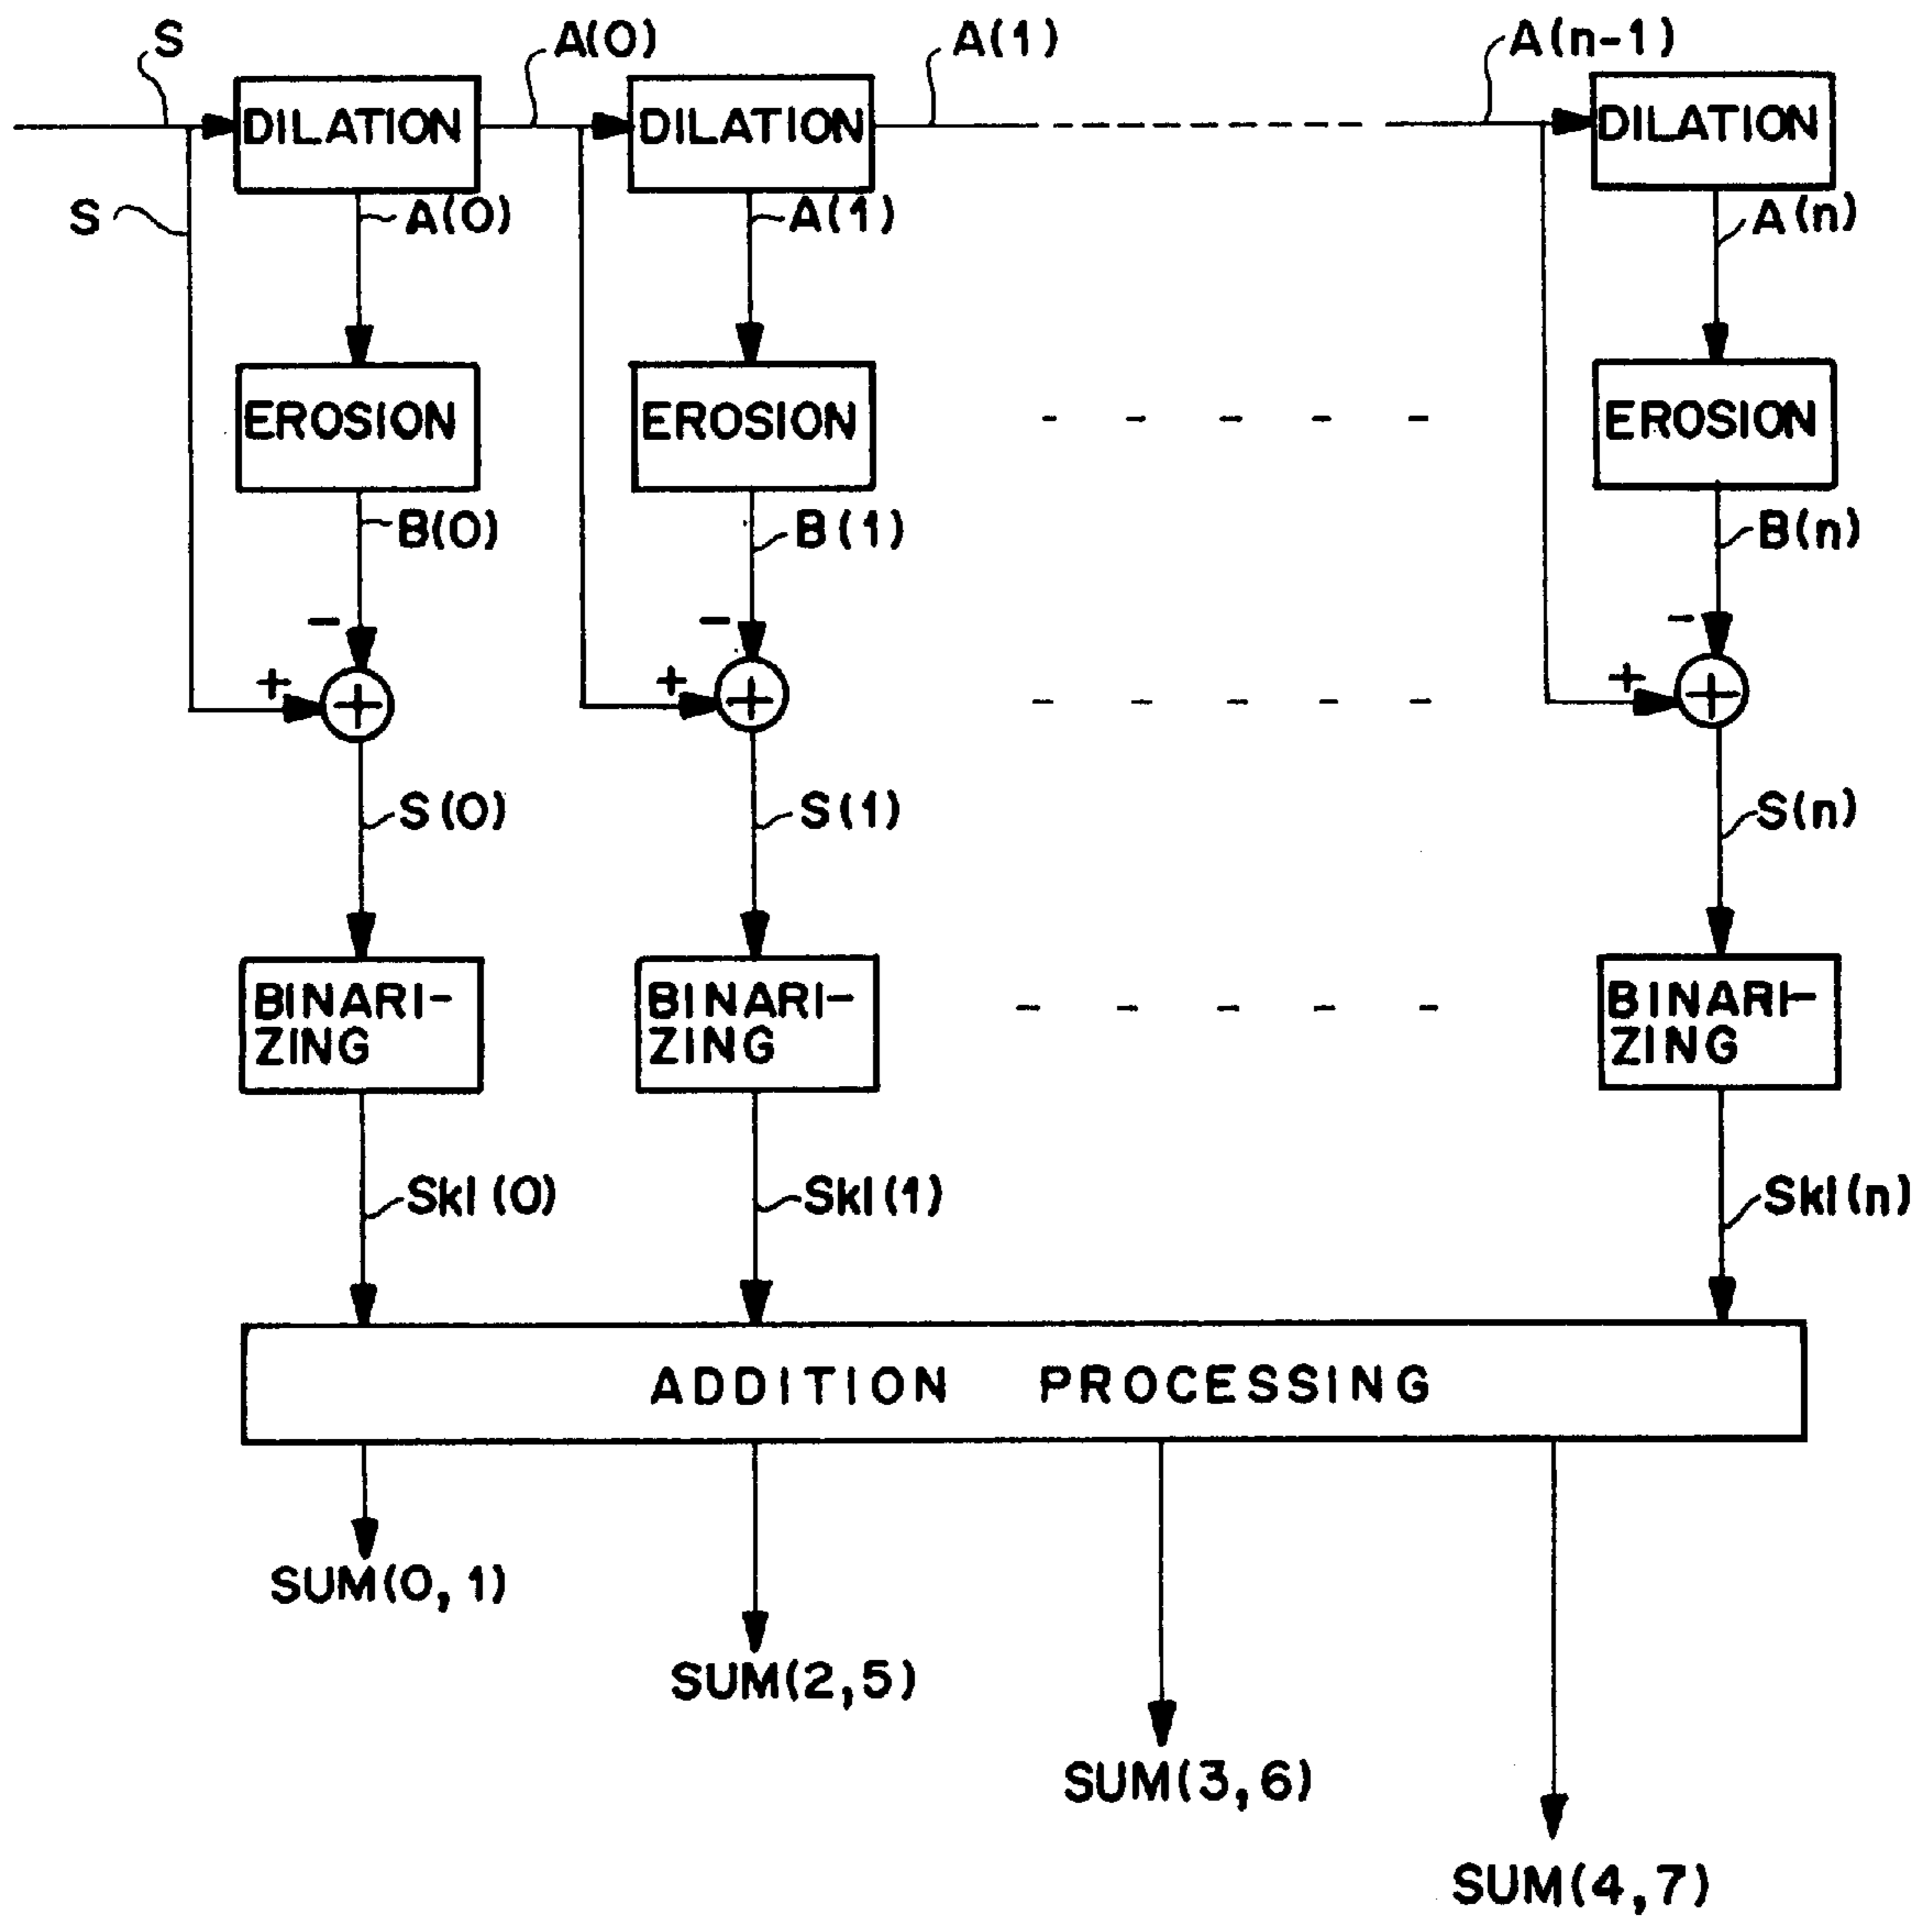 S
A(0)
A(1)
A(n-1)
DILATION
DILATION
DILATION
S
A(0)
A(1)
A(n)
EROSION
EROSION
EROSION
B(0)
B(1)
B(n)
-
-
-
+
+
+
+
+
+
S(0)
S(1)
S(n)
BINARI-
ZING
BINARI-
ZING
BINARI-
ZING
Skl(0)
Skl(1)
Skl(n)
ADDITION PROCESSING
SUM(0,1)
SUM(2,5)
SUM(3,6)
SUM(4,7)